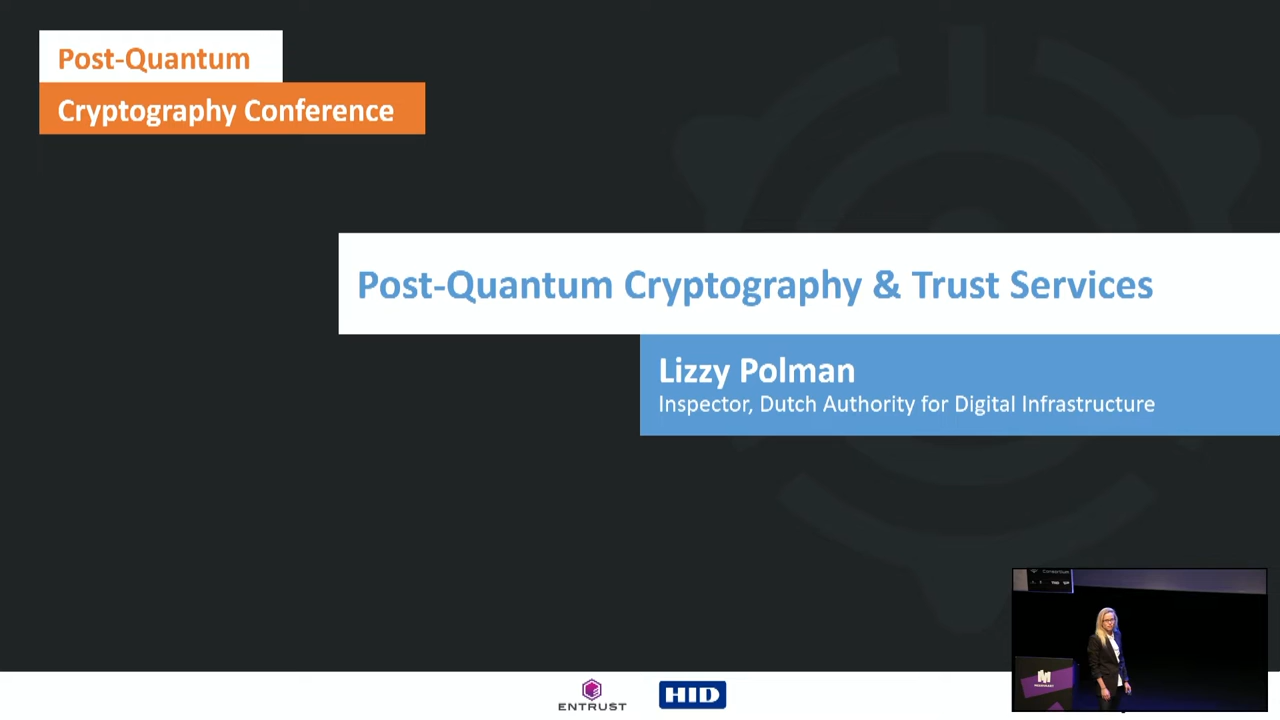 Post-Quantum
Cryptography Conference
Post-Quantum Cryptography & Trust Services
Lizzy Polman
Inspector, Dutch Authority for Digital Infrastructure
ENTRUST
HID